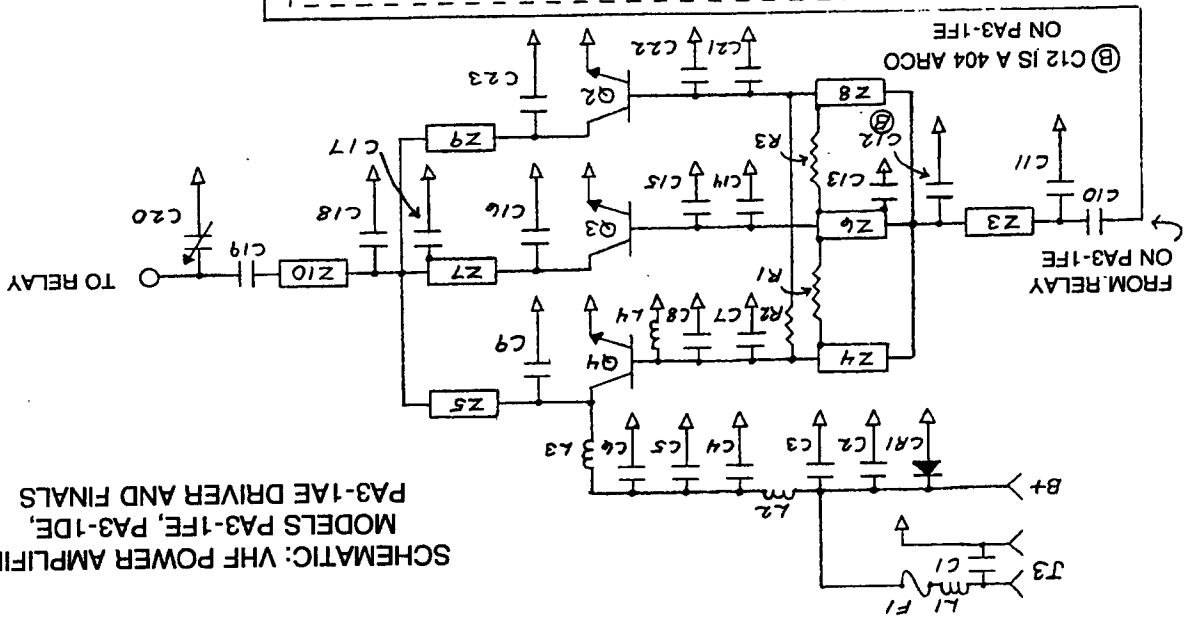 F1
L1
J3
C1
SCHEMATIC: VHF POWER AMPLIFI
MODELS PA3-1FE, PA3-1DE,
PA3-1AE DRIVER AND FINALS
B+
L2
CR1
C2
C3
C4
C5
C6
L3
Z5
Z4
Q4
C9
R2
C7
C8
L4
FROM RELAY
ON PA3-1FE
R1
Z10
TO RELAY
C10
Z3
Z6
Z7
C19
Q3
C11
C12
B
C13
C14
C15
C16
C18
C20
R3
C17
Z8
Z9
Q2
B C12 IS A 404 ARCO
ON PA3-1FE
C21
C22
C23